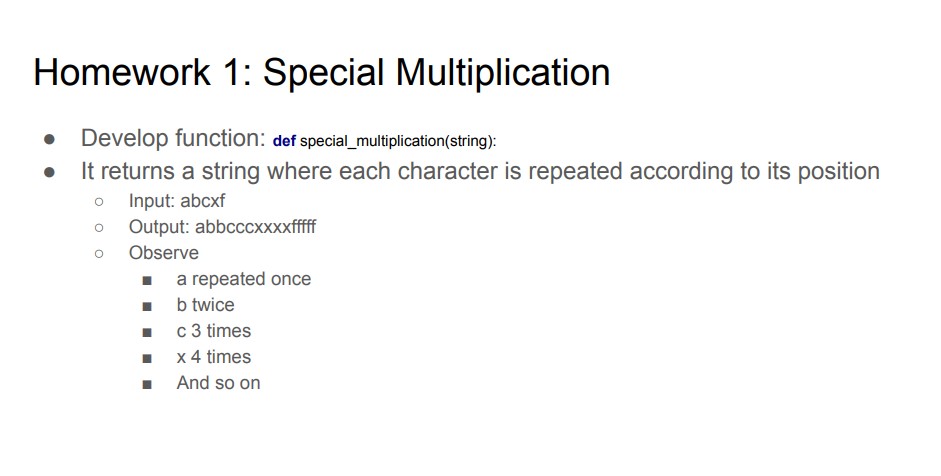 Homework 1: Special Multiplication
● Develop function: def special_multiplication(string):
● It returns a string where each character is repeated according to its position
○ Input: abcxf
○ Output: abbcccxxxxfffff
○ Observe
■ a repeated once
■ b twice
■ c 3 times
■ x 4 times
■ And so on